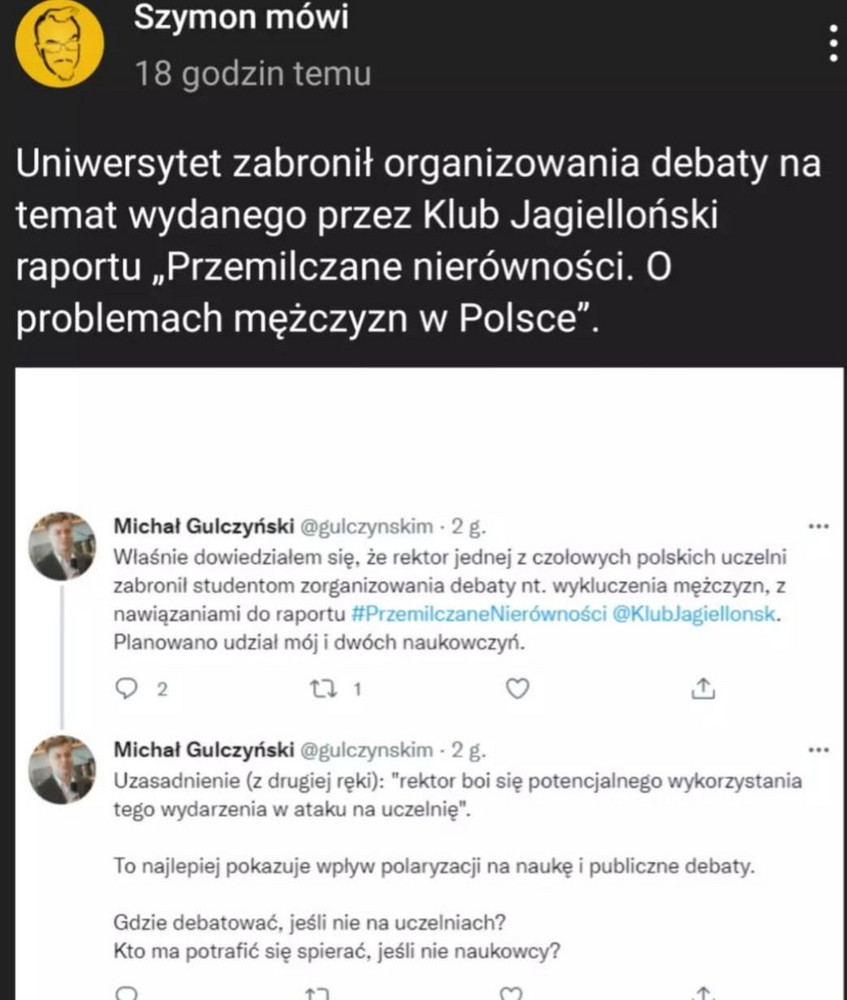 Szymon mówi
18 godzin temu
Uniwersytet zabronił organizowania debaty na
temat wydanego przez Klub Jagielloński
raportu „Przemilczane nierówności. O
problemach mężczyzn w Polsce”.
Michał Gulczyński @gulczynskim · 2 g.
Właśnie dowiedziałem się, że rektor jednej z czołowych polskich uczelni
zabronił studentom zorganizowania debaty nt. wykluczenia mężczyzn, z
nawiązaniami do raportu #PrzemilczaneNierówności @KlubJagiellonsk.
Planowano udział mój i dwóch naukowczyń.
2 1
Michał Gulczyński @gulczynskim · 2 g.
Uzasadnienie (z drugiej ręki): "rektor boi się potencjalnego wykorzystania
tego wydarzenia w ataku na uczelnię".
To najlepiej pokazuje wpływ polaryzacji na naukę i publiczne debaty.
Gdzie debatować, jeśli nie na uczelniach?
Kto ma potrafić się spierać, jeśli nie naukowcy?